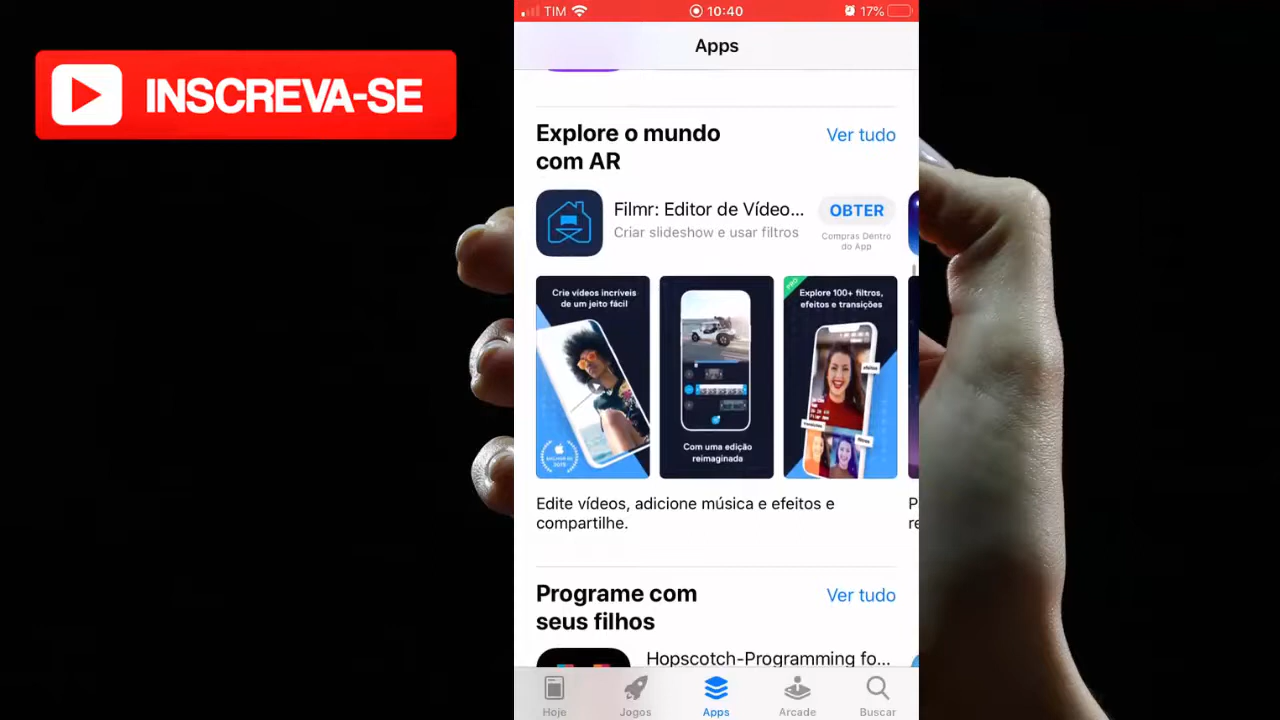 INSCREVA-SE
TIM
10:40
17%
Apps
Explore o mundo
com AR
Ver tudo
Filmr: Editor de Vídeo...
Criar slideshow e usar filtros
OBTER
Compras Dentro
do App
Crie vídeos incríveis
de um jeito fácil
Com uma edição
reimaginada
PRO
Explore 100+ filtros,
efeitos e transições
Edite vídeos, adicione música e efeitos e
compartilhe.
Programe com
seus filhos
Ver tudo
Hopscotch-Programming fo...
Hoje
Jogos
Apps
Arcade
Buscar